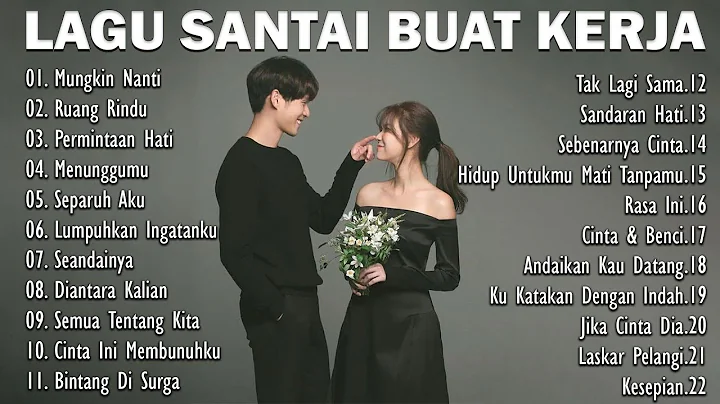 LAGU SANTAI BUAT KERJA
01. Mungkin Nanti
02. Ruang Rindu
03. Permintaan Hati
04. Menunggumu
05. Separuh Aku
06. Lumpuhkan Ingatanku
07. Seandainya
08. Diantara Kalian
09. Semua Tentang Kita
10. Cinta Ini Membunuhku
11. Bintang Di Surga
Tak Lagi Sama.12
Sandaran Hati.13
Sebenarnya Cinta.14
Hidup Untukmu Mati Tanpamu.15
Rasa Ini.16
Cinta & Benci.17
Andaikan Kau Datang.18
Ku Katakan Dengan Indah.19
Jika Cinta Dia.20
Laskar Pelangi.21
Kesepian.22